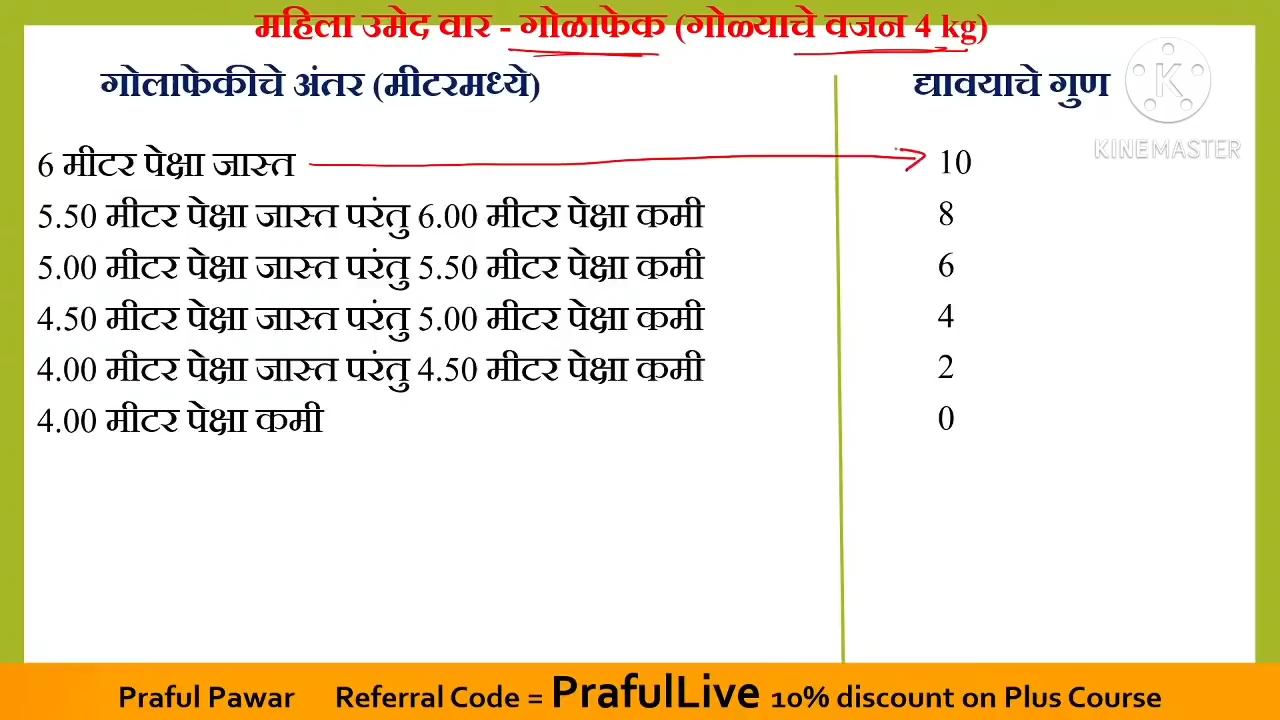 महिला उमेद वार - गोळाफेक (गोळ्याचे वजन 4 kg)
गोलाफेकीचे अंतर (मीटरमध्ये) द्यावयाचे गुण
K
KINEMASTER
6 मीटर पेक्षा जास्त 10
5.50 मीटर पेक्षा जास्त परंतु 6.00 मीटर पेक्षा कमी 8
5.00 मीटर पेक्षा जास्त परंतु 5.50 मीटर पेक्षा कमी 6
4.50 मीटर पेक्षा जास्त परंतु 5.00 मीटर पेक्षा कमी 4
4.00 मीटर पेक्षा जास्त परंतु 4.50 मीटर पेक्षा कमी 2
4.00 मीटर पेक्षा कमी 0
Praful Pawar Referral Code = PrafulLive 10% discount on Plus Course